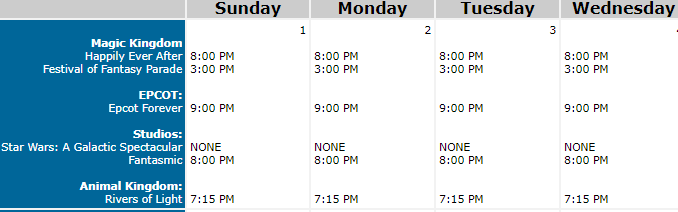 Sunday Monday Tuesday Wednesday
1 2 3
Magic Kingdom
Happily Ever After 8:00 PM 8:00 PM 8:00 PM 8:00 PM
Festival of Fantasy Parade 3:00 PM 3:00 PM 3:00 PM 3:00 PM
EPCOT:
Epcot Forever 9:00 PM 9:00 PM 9:00 PM 9:00 PM
Studios:
Star Wars: A Galactic Spectacular NONE NONE NONE NONE
Fantasmic 8:00 PM 8:00 PM 8:00 PM 8:00 PM
Animal Kingdom:
Rivers of Light 7:15 PM 7:15 PM 7:15 PM 7:15 PM